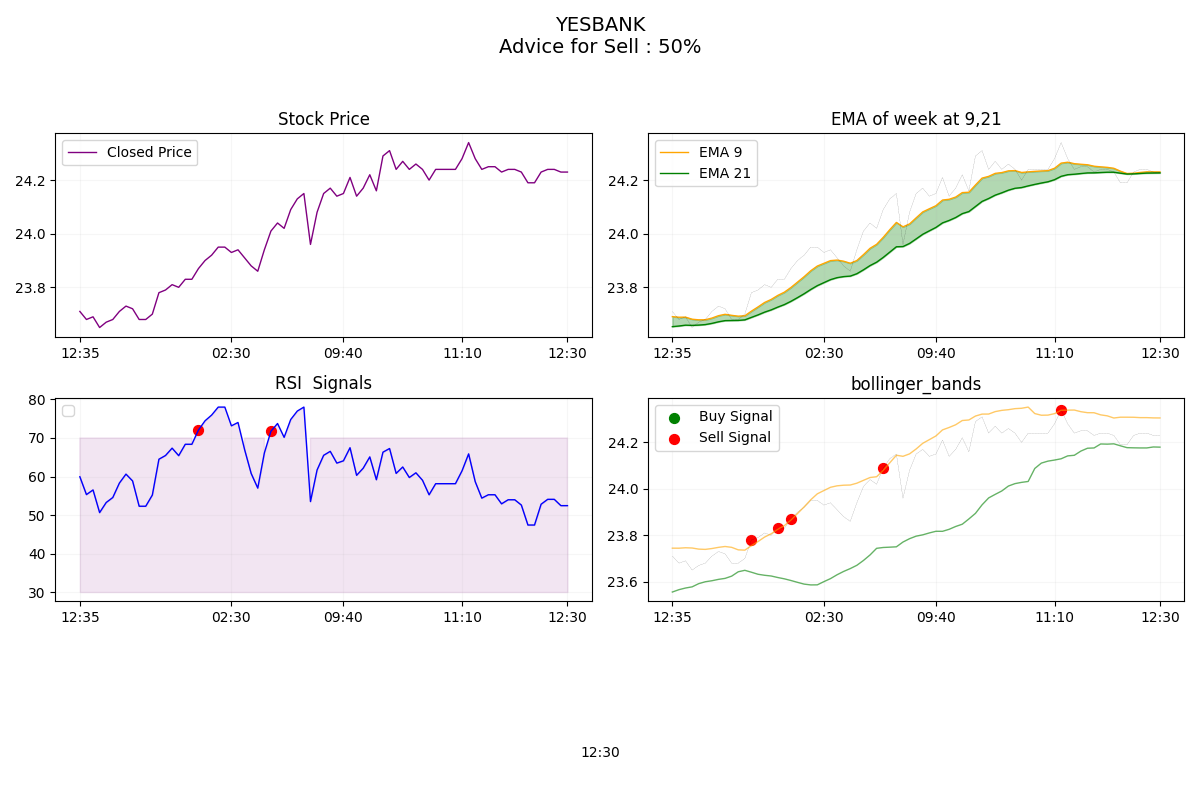 YESBANK
Advice for Sell : 50%
Stock Price
Closed Price
24.2
24.0
23.8
12:35 02:30 09:40 11:10 12:30
EMA of week at 9,21
EMA 9
EMA 21
24.2
24.0
23.8
12:35 02:30 09:40 11:10 12:30
RSI  Signals
80
70
60
50
40
30
12:35 02:30 09:40 11:10 12:30
bollinger_bands
Buy Signal
Sell Signal
24.2
24.0
23.8
23.6
12:35 02:30 09:40 11:10 12:30
12:30